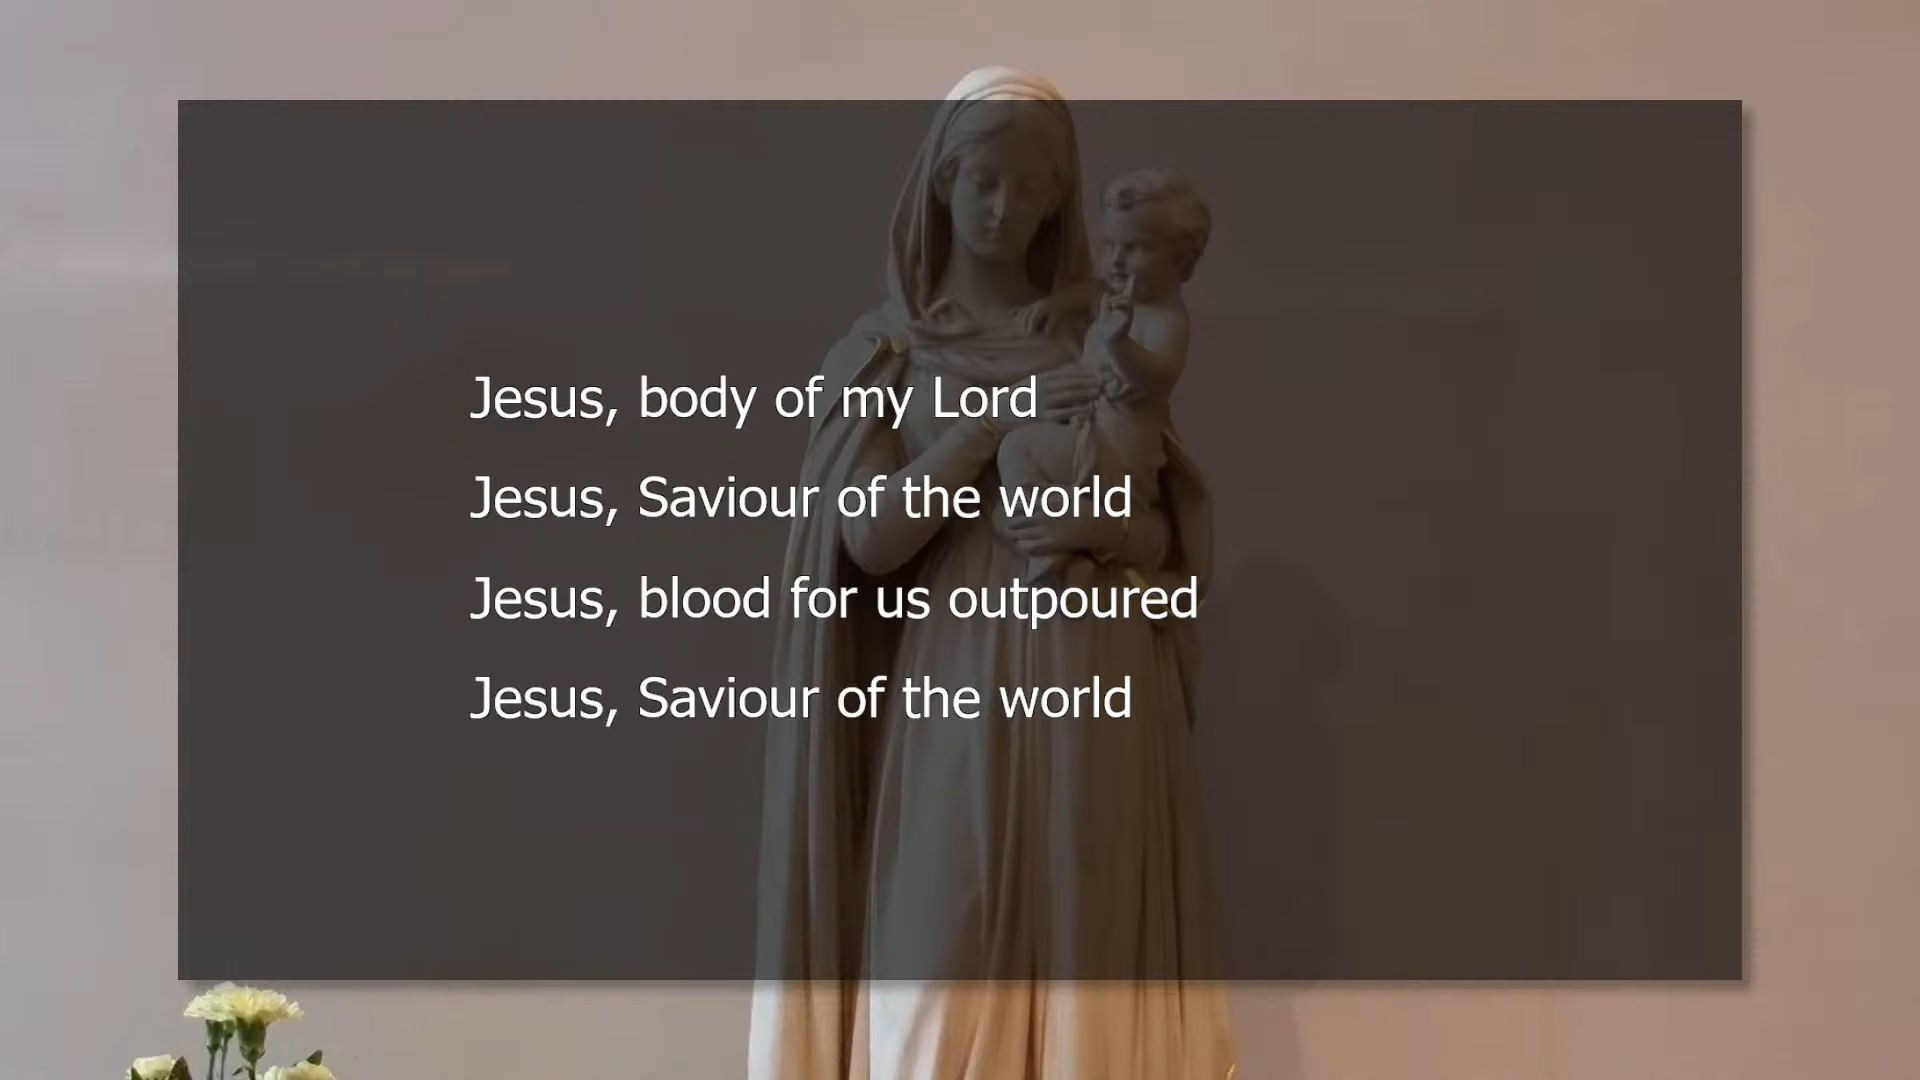 Jesus, body of my Lord
Jesus, Saviour of the world
Jesus, blood for us outpoured
Jesus, Saviour of the world